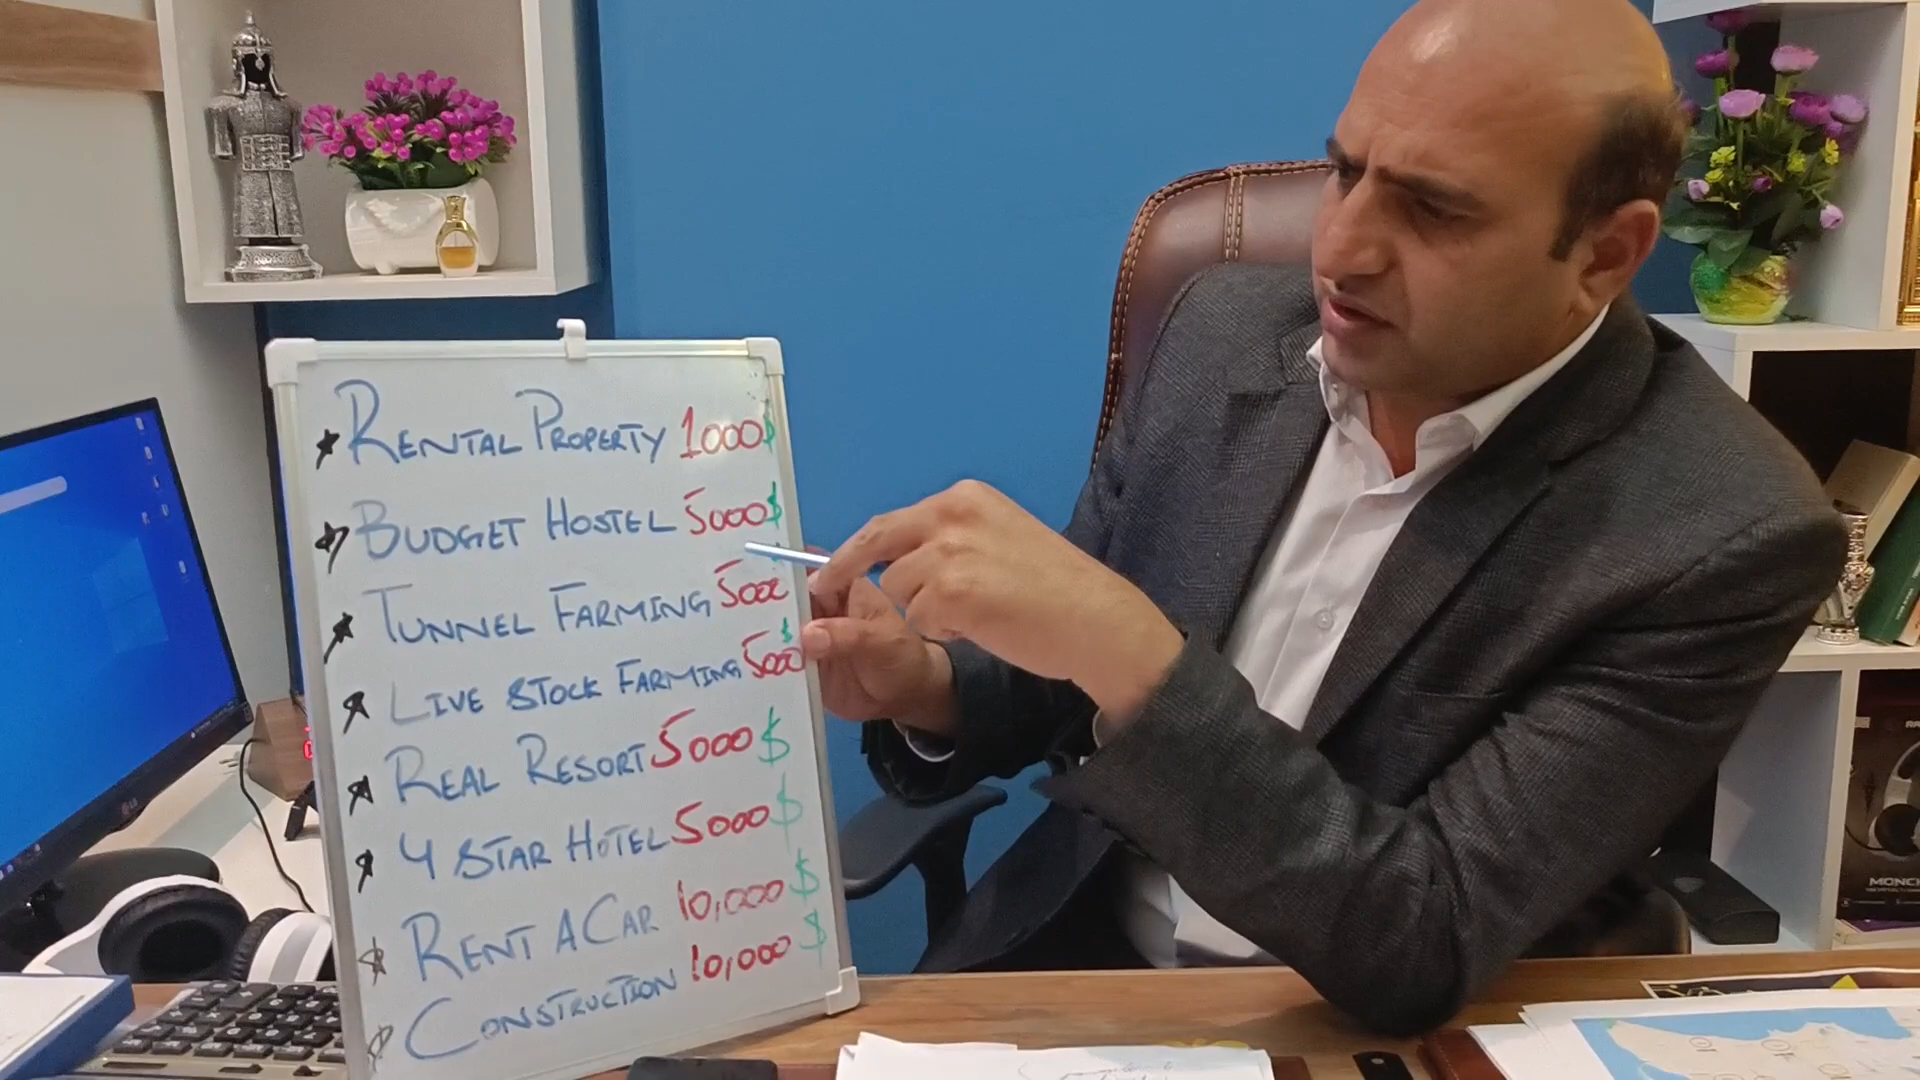 RENTAL PROPERTY 1000$
BUDGET HOSTEL 5000$
TUNNEL FARMING 5000
LIVE STOCK FARMING 5000$
REAL RESORT 5000$
4 STAR HOTEL 5000$
RENT A CAR 10,000$
CONSTRUCTION 10,000$
LG